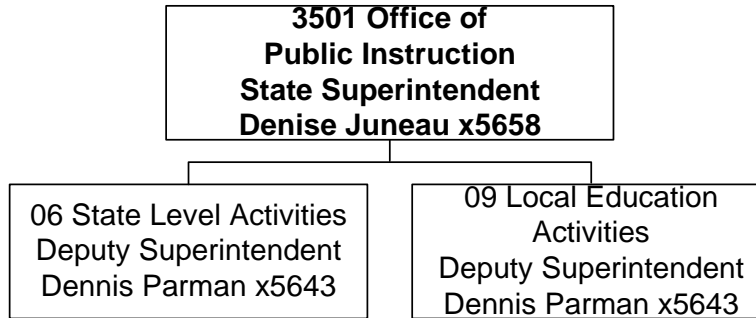 3501 Office of
Public Instruction
State Superintendent
Denise Juneau x5658
06 State Level Activities
Deputy Superintendent
Dennis Parman x5643
09 Local Education
Activities
Deputy Superintendent
Dennis Parman x5643